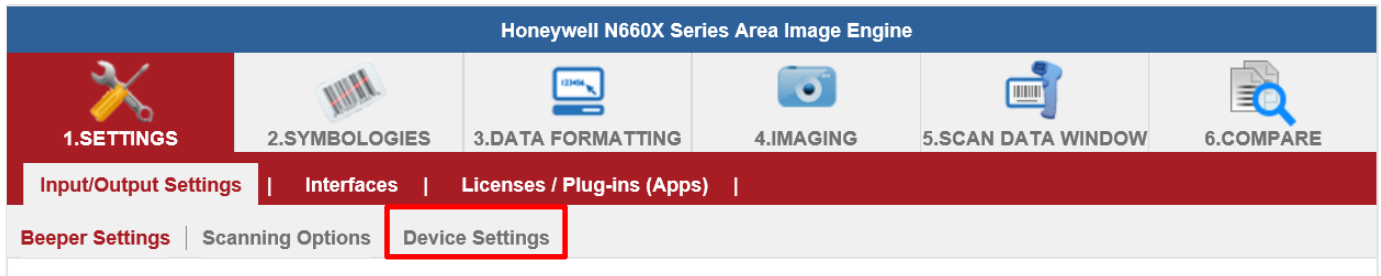 Honeywell N660X Series Area Image Engine
123456
1.SETTINGS 2.SYMBOLOGIES 3.DATA FORMATTING 4.IMAGING 5.SCAN DATA WINDOW 6.COMPARE
Input/Output Settings | Interfaces | Licenses / Plug-ins (Apps) |
Beeper Settings | Scanning Options Device Settings